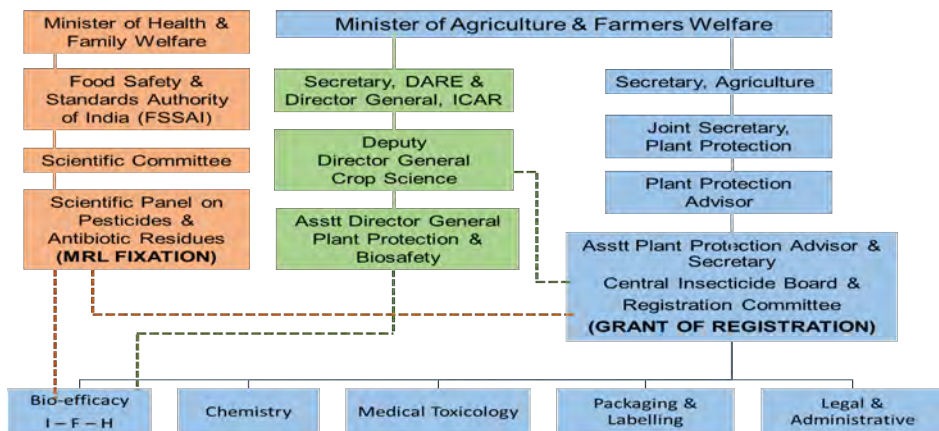 Minister of Health &
Family Welfare
Food Safety &
Standards Authority
of India (FSSAI)
Scientific Committee
Scientific Panel on
Pesticides &
Antibiotic Residues
(MRL FIXATION)
Minister of Agriculture & Farmers Welfare
Secretary, DARE &
Director General, ICAR
Deputy
Director General
Crop Science
Asstt Director General
Plant Protection &
Biosafety
Secretary, Agriculture
Joint Secretary,
Plant Protection
Plant Protection
Advisor
Asstt Plant Protection Advisor &
Secretary
Central Insecticide Board &
Registration Committee
(GRANT OF REGISTRATION)
Bio-efficacy
I – F – H
Chemistry
Medical Toxicology
Packaging &
Labelling
Legal &
Administrative